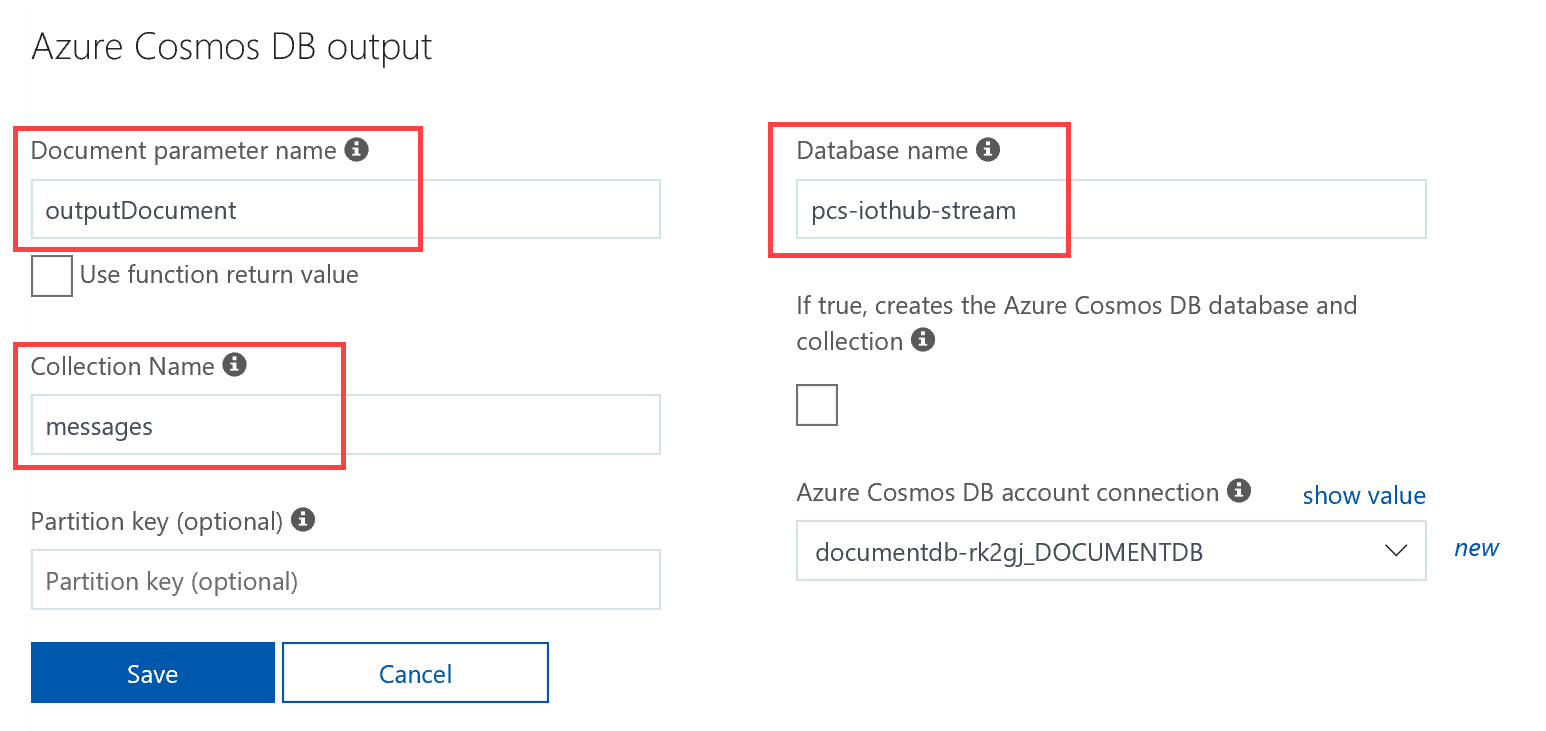 Azure Cosmos DB output
Document parameter name
outputDocument
Use function return value
Collection Name
messages
Partition key (optional)
Partition key (optional)
Save
Cancel
Database name
pcs-iothub-stream
If true, creates the Azure Cosmos DB database and
collection
Azure Cosmos DB account connection
show value
documentdb-rk2gj_DOCUMENTDB
new